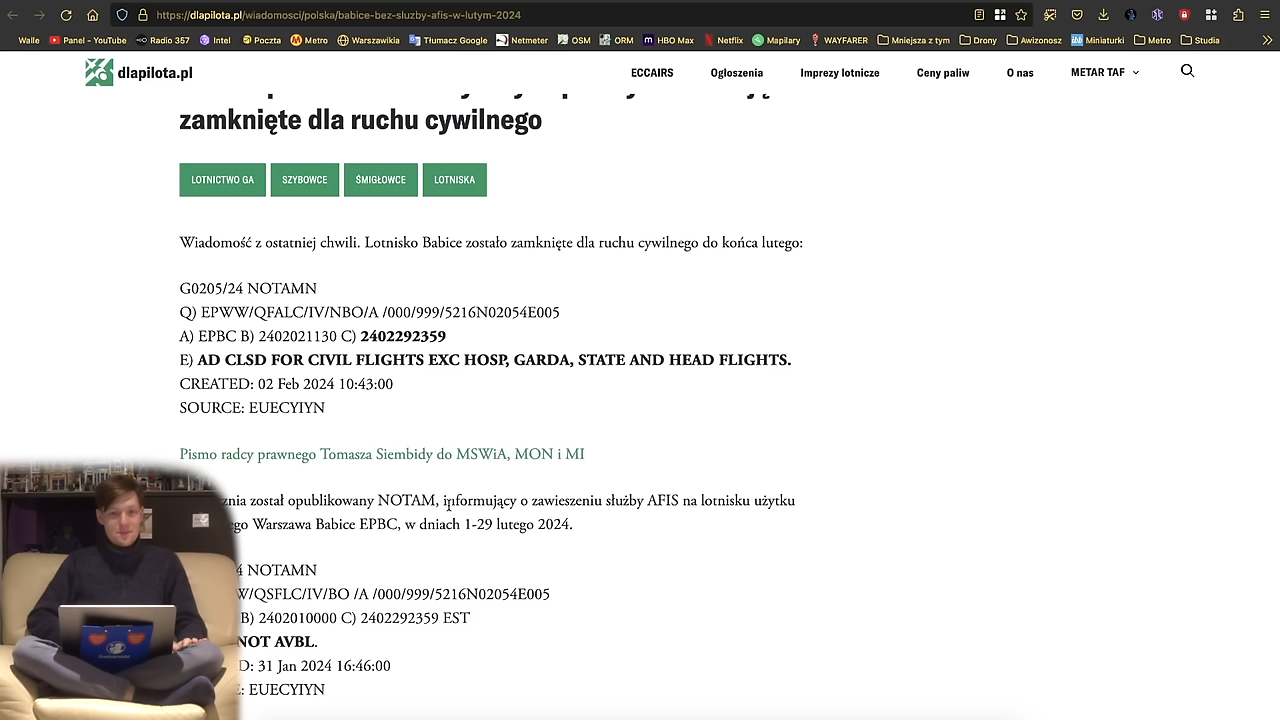 https://dlapilota.pl/wiadomosci/polska/babice-bez-sluzby-afis-w-lutym-2024
Walle Panel - YouTube Radio 357 Intel Poczta Metro Warszawikia Tłumacz Google Netmeter OSM ORM HBO Max Netflix Mapilary WAYFARER Mniejsza z tym Drony Awizonosz Miniaturki Metro Studia
dlapilota.pl ECCAIRS Ogłoszenia Imprezy lotnicze Ceny paliw O nas METAR TAF
zamknięte dla ruchu cywilnego
LOTNICTWO GA SZYBOWCE ŚMIGŁOWCE LOTNISKA
Wiadomość z ostatniej chwili. Lotnisko Babice zostało zamknięte dla ruchu cywilnego do końca lutego:
G0205/24 NOTAMN
Q) EPWW/QFALC/IV/NBO/A /000/999/5216N02054E005
A) EPBC B) 2402021130 C) 2402292359
E) AD CLSD FOR CIVIL FLIGHTS EXC HOSP, GARDA, STATE AND HEAD FLIGHTS.
CREATED: 02 Feb 2024 10:43:00
SOURCE: EUECYIYN
Pismo radcy prawnego Tomasza Siembidy do MSWiA, MON i MI
został opublikowany NOTAM, informujący o zawieszeniu służby AFIS na lotnisku użytku
Warszawa Babice EPBC, w dniach 1-29 lutego 2024.
NOTAMN
W/QSFLC/IV/BO /A /000/999/5216N02054E005
B) 2402010000 C) 2402292359 EST
NOT AVBL.
D: 31 Jan 2024 16:46:00
: EUECYIYN